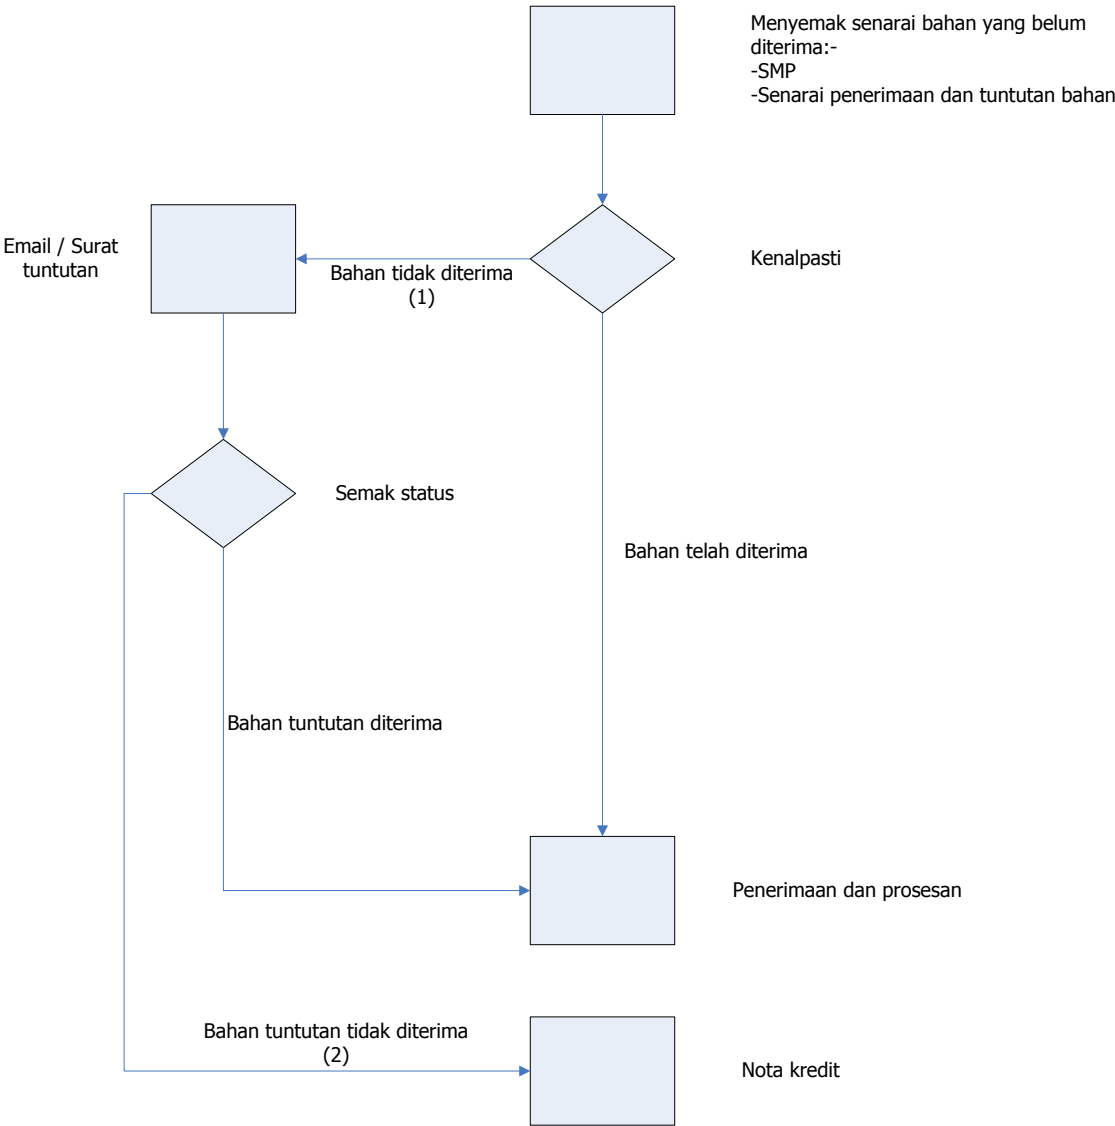 Menyemak senarai bahan yang belum
diterima:-
-SMP
-Senarai penerimaan dan tuntutan bahan
Email / Surat
tuntutan
Bahan tidak diterima
(1)
Kenalpasti
Semak status
Bahan telah diterima
Bahan tuntutan diterima
Penerimaan dan prosesan
Bahan tuntutan tidak diterima
(2)
Nota kredit